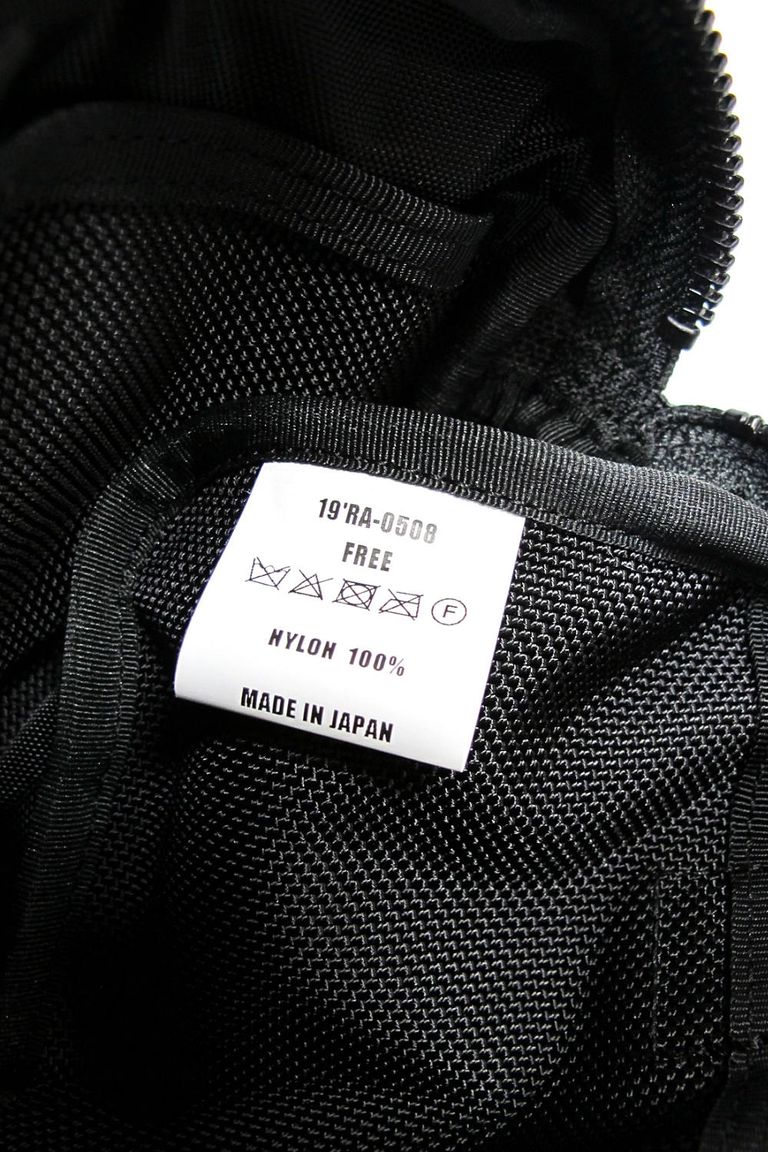 19'RA-0508
FREE
F
NYLON 100%
MADE IN JAPAN